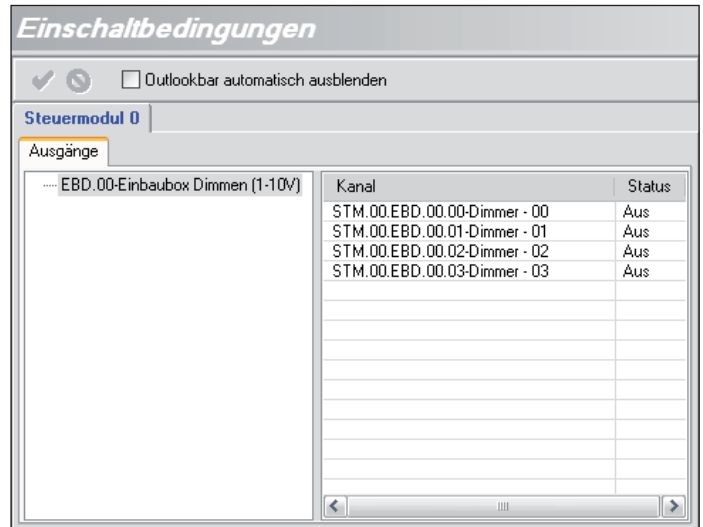 Einschaltbedingungen
Outlookbar automatisch ausblenden
Steuermodul 0
Ausgänge
EBD.00-Einbaubox Dimmen (1-10V)
Kanal Status
STM.00.EBD.00.00-Dimmer - 00 Aus
STM.00.EBD.00.01-Dimmer - 01 Aus
STM.00.EBD.00.02-Dimmer - 02 Aus
STM.00.EBD.00.03-Dimmer - 03 Aus